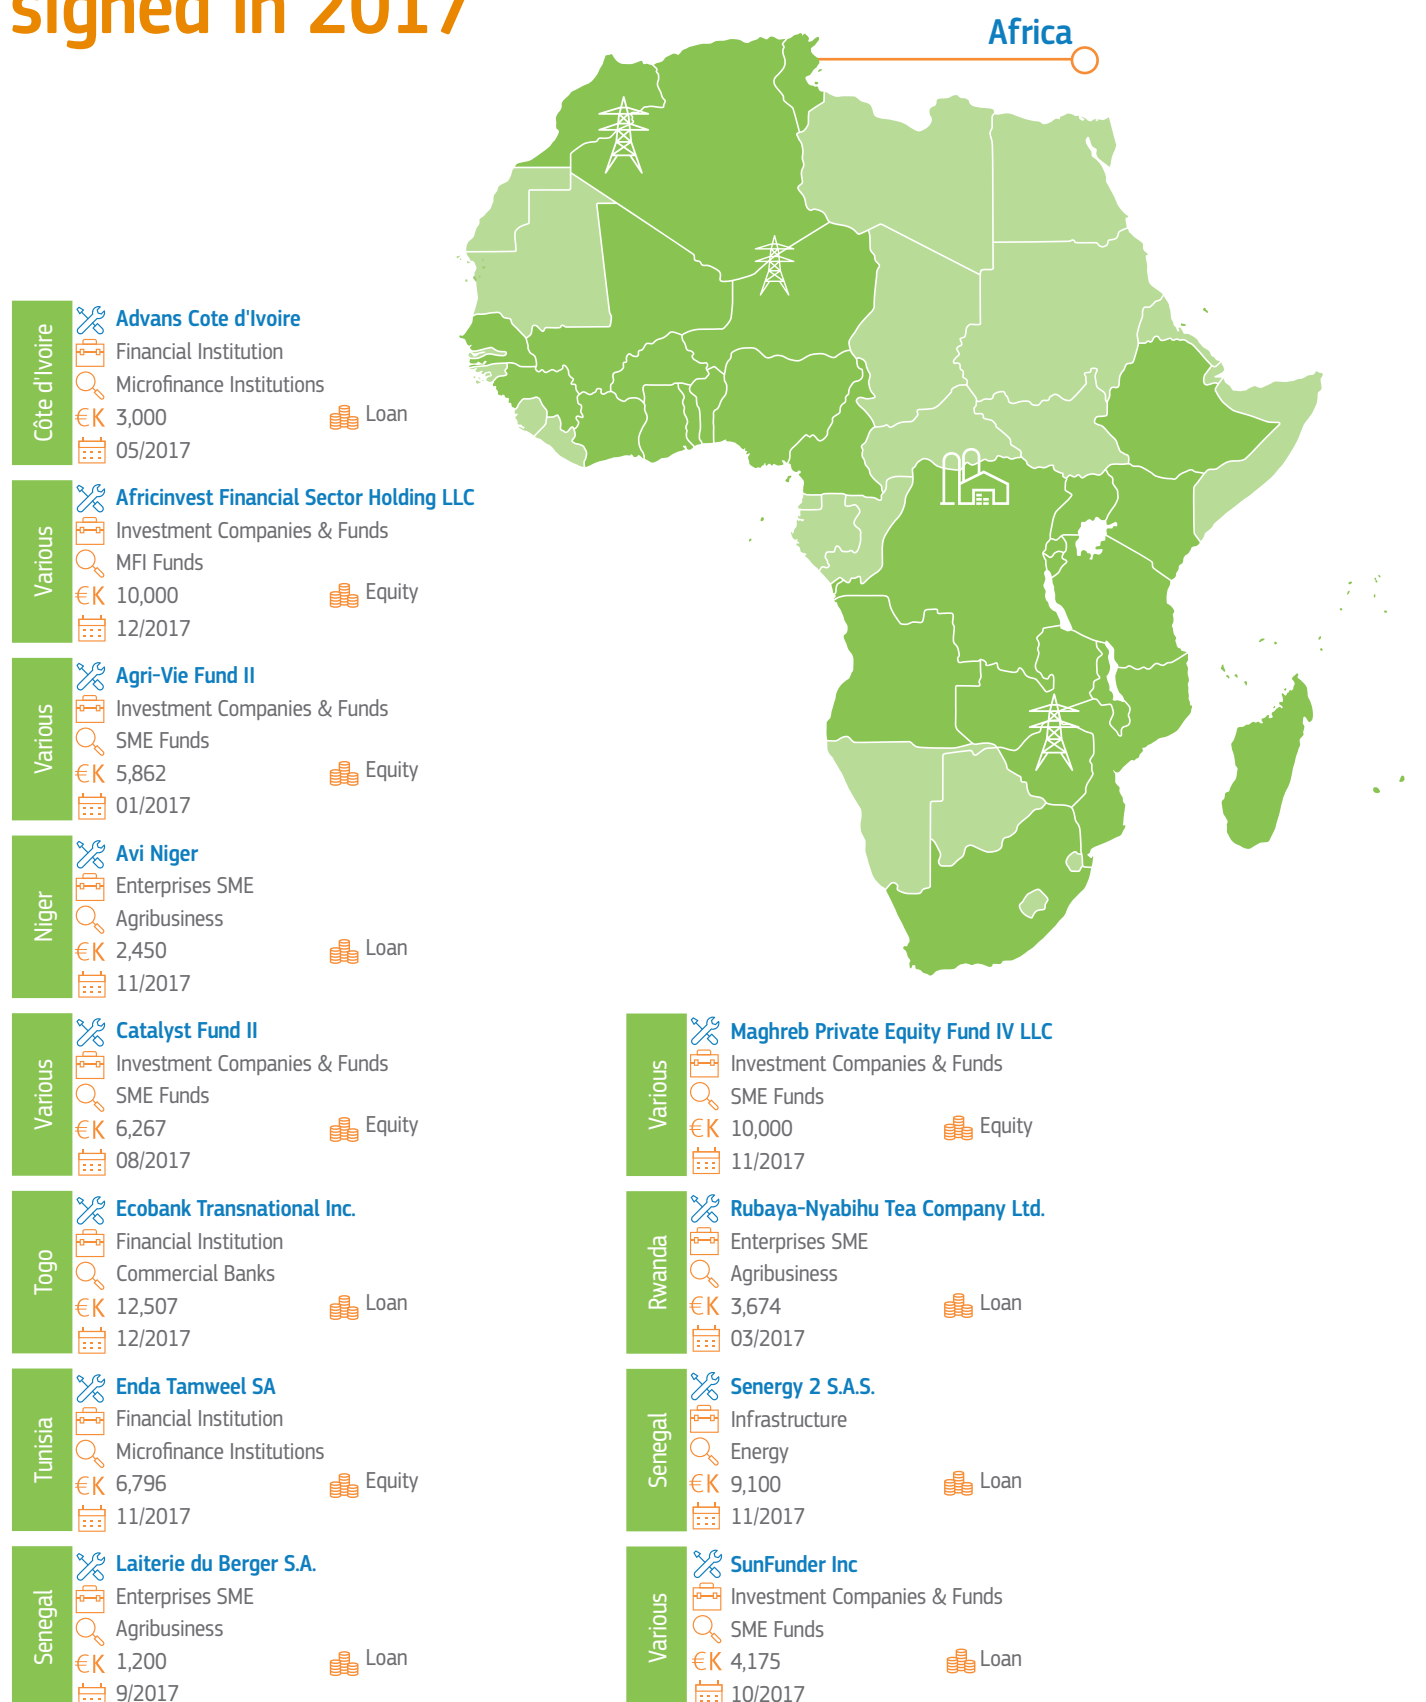 signed in 2017
Africa
Côte d'Ivoire
Advans Cote d'Ivoire
Financial Institution
Microfinance Institutions
€K 3,000
Loan
05/2017
Various
Africinvest Financial Sector Holding LLC
Investment Companies & Funds
MFI Funds
€K 10,000
Equity
12/2017
Various
Agri-Vie Fund II
Investment Companies & Funds
SME Funds
€K 5,862
Equity
01/2017
Niger
Avi Niger
Enterprises SME
Agribusiness
€K 2,450
Loan
11/2017
Various
Catalyst Fund II
Investment Companies & Funds
SME Funds
€K 6,267
Equity
08/2017
Togo
Ecobank Transnational Inc.
Financial Institution
Commercial Banks
€K 12,507
Loan
12/2017
Tunisia
Enda Tamweel SA
Financial Institution
Microfinance Institutions
€K 6,796
Equity
11/2017
Senegal
Laiterie du Berger S.A.
Enterprises SME
Agribusiness
€K 1,200
Loan
9/2017
Various
Maghreb Private Equity Fund IV LLC
Investment Companies & Funds
SME Funds
€K 10,000
Equity
11/2017
Rwanda
Rubaya-Nyabihu Tea Company Ltd.
Enterprises SME
Agribusiness
€K 3,674
Loan
03/2017
Senegal
Senergy 2 S.A.S.
Infrastructure
Energy
€K 9,100
Loan
11/2017
Various
SunFunder Inc
Investment Companies & Funds
SME Funds
€K 4,175
Loan
10/2017